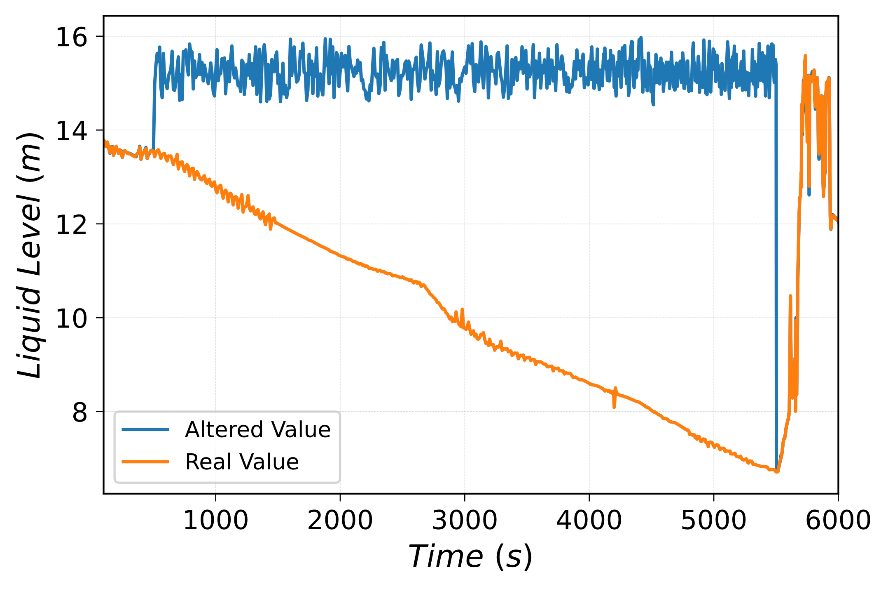 16
14
12
10
8
Liquid Level (m)
Altered Value
Real Value
1000 2000 3000 4000 5000 6000
Time (s)